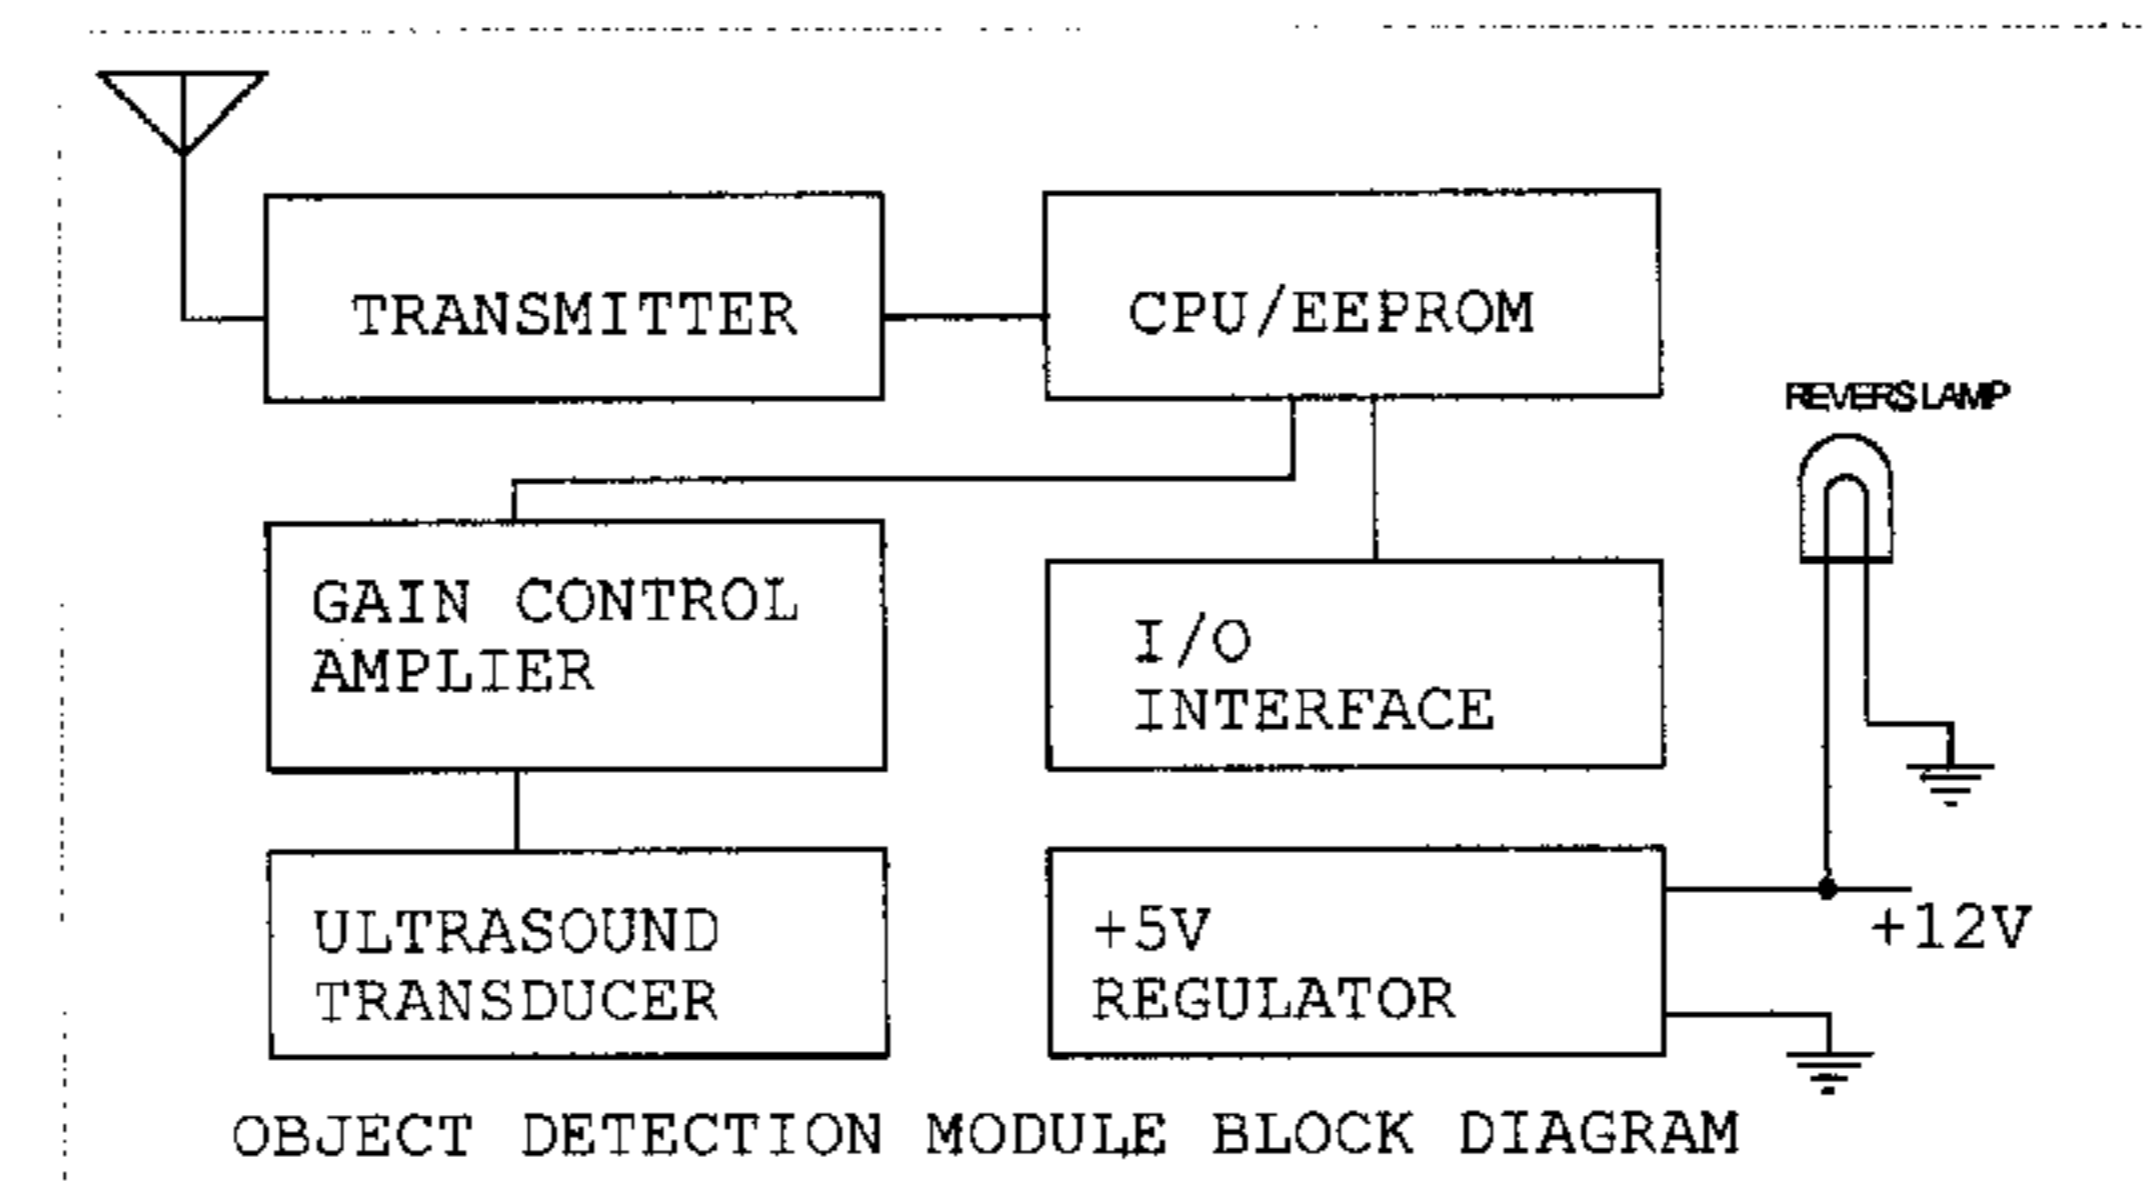 TRANSMITTER
CPU/EEPROM
REVERS LAMP
GAIN CONTROL
AMPLIER
I/O
INTERFACE
ULTRASOUND
TRANSDUCER
+5V
REGULATOR
+12V
OBJECT DETECTION MODULE BLOCK DIAGRAM